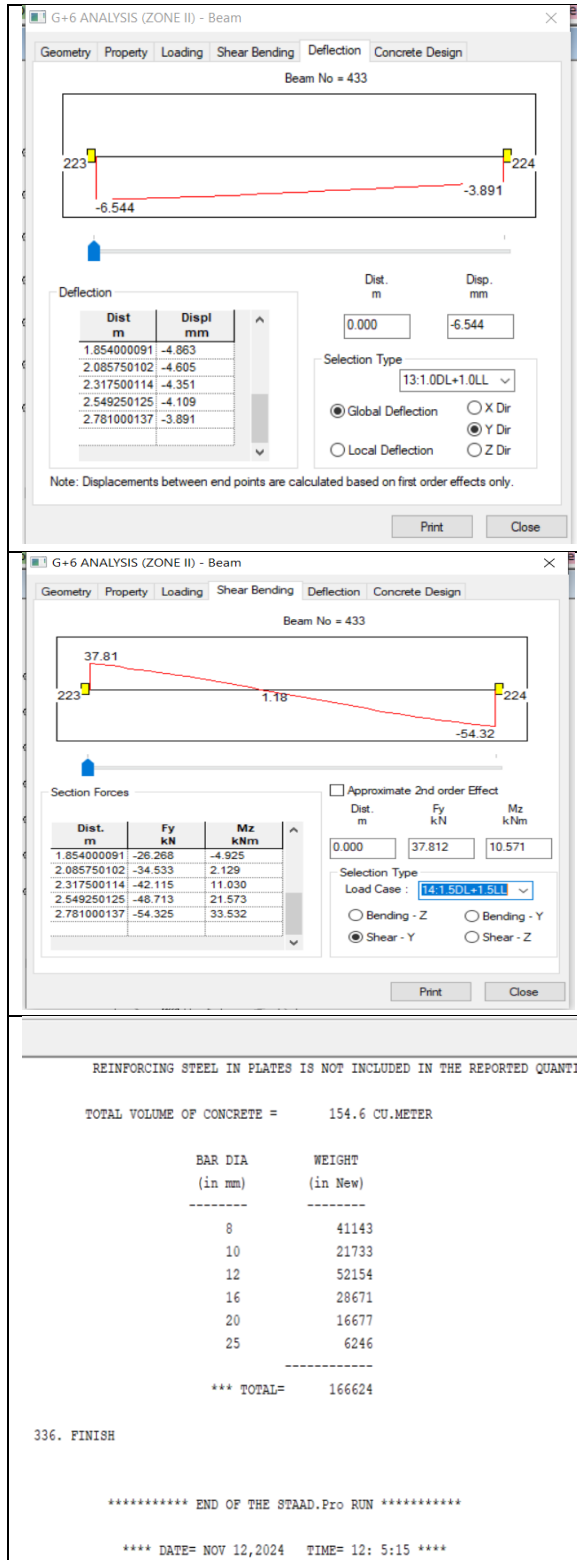 G+6 ANALYSIS (ZONE II) - Beam
Geometry Property Loading Shear Bending Deflection Concrete Design
Beam No = 433
223 224
-3.891
-6.544
Deflection
Dist. Disp.
m mm
0.000 -6.544
Dist Displ
m mm
1.854000091 -4.863
2.085750102 -4.605
2.317500114 -4.351
2.549250125 -4.109
2.781000137 -3.891
Selection Type
13:1.0DL+1.0LL
Global Deflection X Dir
Y Dir
Local Deflection Z Dir
Note: Displacements between end points are calculated based on first order effects only.
Print Close
G+6 ANALYSIS (ZONE II) - Beam
Geometry Property Loading Shear Bending Deflection Concrete Design
Beam No = 433
37.81
223 1.18 224
-54.32
Section Forces
Approximate 2nd order Effect
Dist. Fy Mz
m kN kNm
0.000 37.812 10.571
Dist. Fy Mz
m kN kNm
1.854000091 -26.268 -4.925
2.085750102 -34.533 2.129
2.317500114 -42.115 11.030
2.549250125 -48.713 21.573
2.781000137 -54.325 33.532
Selection Type
Load Case : 14:1.5DL+1.5LL
Bending - Z Bending - Y
Shear - Y Shear - Z
Print Close
REINFORCING STEEL IN PLATES IS NOT INCLUDED IN THE REPORTED QUANTI
TOTAL VOLUME OF CONCRETE = 154.6 CU.METER
BAR DIA WEIGHT
(in mm) (in New)
-------- --------
8 41143
10 21733
12 52154
16 28671
20 16677
25 6246
------------
*** TOTAL= 166624
336. FINISH
*********** END OF THE STAAD.Pro RUN ***********
**** DATE= NOV 12,2024 TIME= 12: 5:15 ****